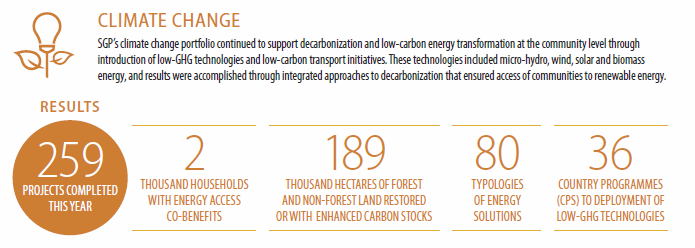 CLIMATE CHANGE
SGP's climate change portfolio continued to support decarbonization and low-carbon energy transformation at the community level through
introduction of low-GHG technologies and low-carbon transport initiatives. These technologies included micro-hydro, wind, solar and biomass
energy, and results were accomplished through integrated approaches to decarbonization that ensured access of communities to renewable energy.
RESULTS
259
PROJECTS COMPLETED
THIS YEAR
2
THOUSAND HOUSEHOLDS
WITH ENERGY ACCESS
CO-BENEFITS
189
THOUSAND HECTARES OF FOREST
AND NON-FOREST LAND RESTORED
OR WITH ENHANCED CARBON STOCKS
80
TYPOLOGIES
OF ENERGY
SOLUTIONS
36
COUNTRY PROGRAMMES
(CPS) TO DEPLOYMENT OF
LOW-GHG TECHNOLOGIES